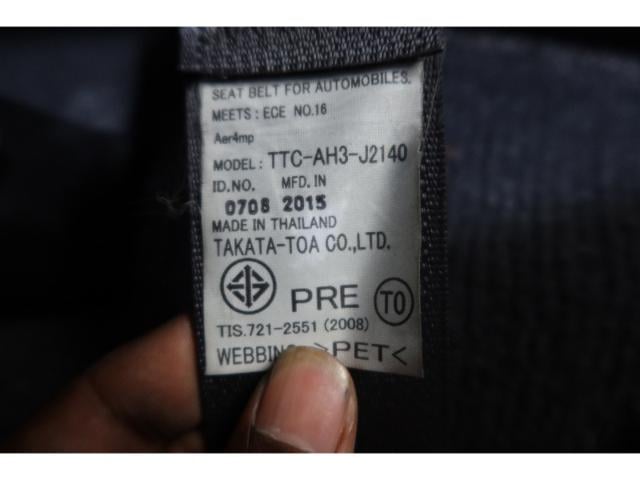 SEAT BELT FOR AUTOMOBILES.
MEETS : ECE NO.16
Aer4mp
MODEL : TTC-AH3-J2140
ID.NO. MFD.IN
0708 2015
MADE IN THAILAND
TAKATA-TOA CO.,LTD.
PRE TO
TIS.721-2551 (2008)
>PET<